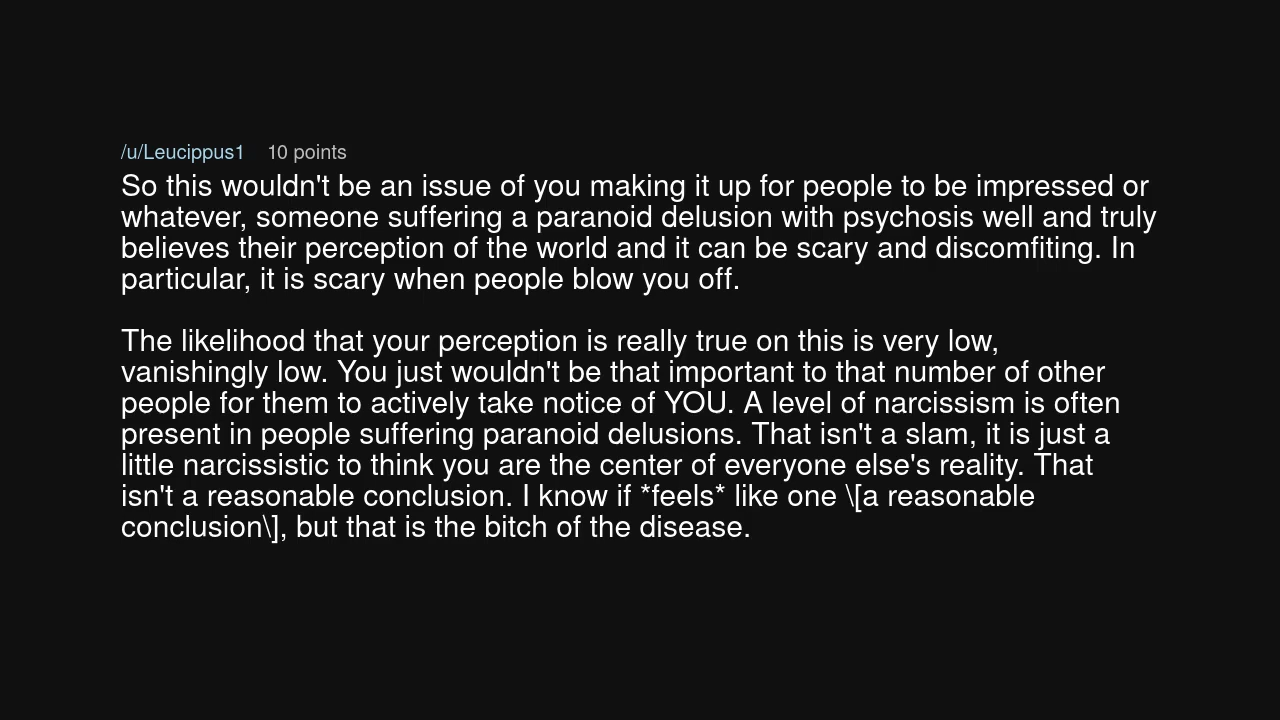 /u/Leucippus1 10 points
So this wouldn't be an issue of you making it up for people to be impressed or
whatever, someone suffering a paranoid delusion with psychosis well and truly
believes their perception of the world and it can be scary and discomfiting. In
particular, it is scary when people blow you off.
The likelihood that your perception is really true on this is very low,
vanishingly low. You just wouldn't be that important to that number of other
people for them to actively take notice of YOU. A level of narcissism is often
present in people suffering paranoid delusions. That isn't a slam, it is just a
little narcissistic to think you are the center of everyone else's reality. That
isn't a reasonable conclusion. I know if *feels* like one \[a reasonable
conclusion\], but that is the bitch of the disease.